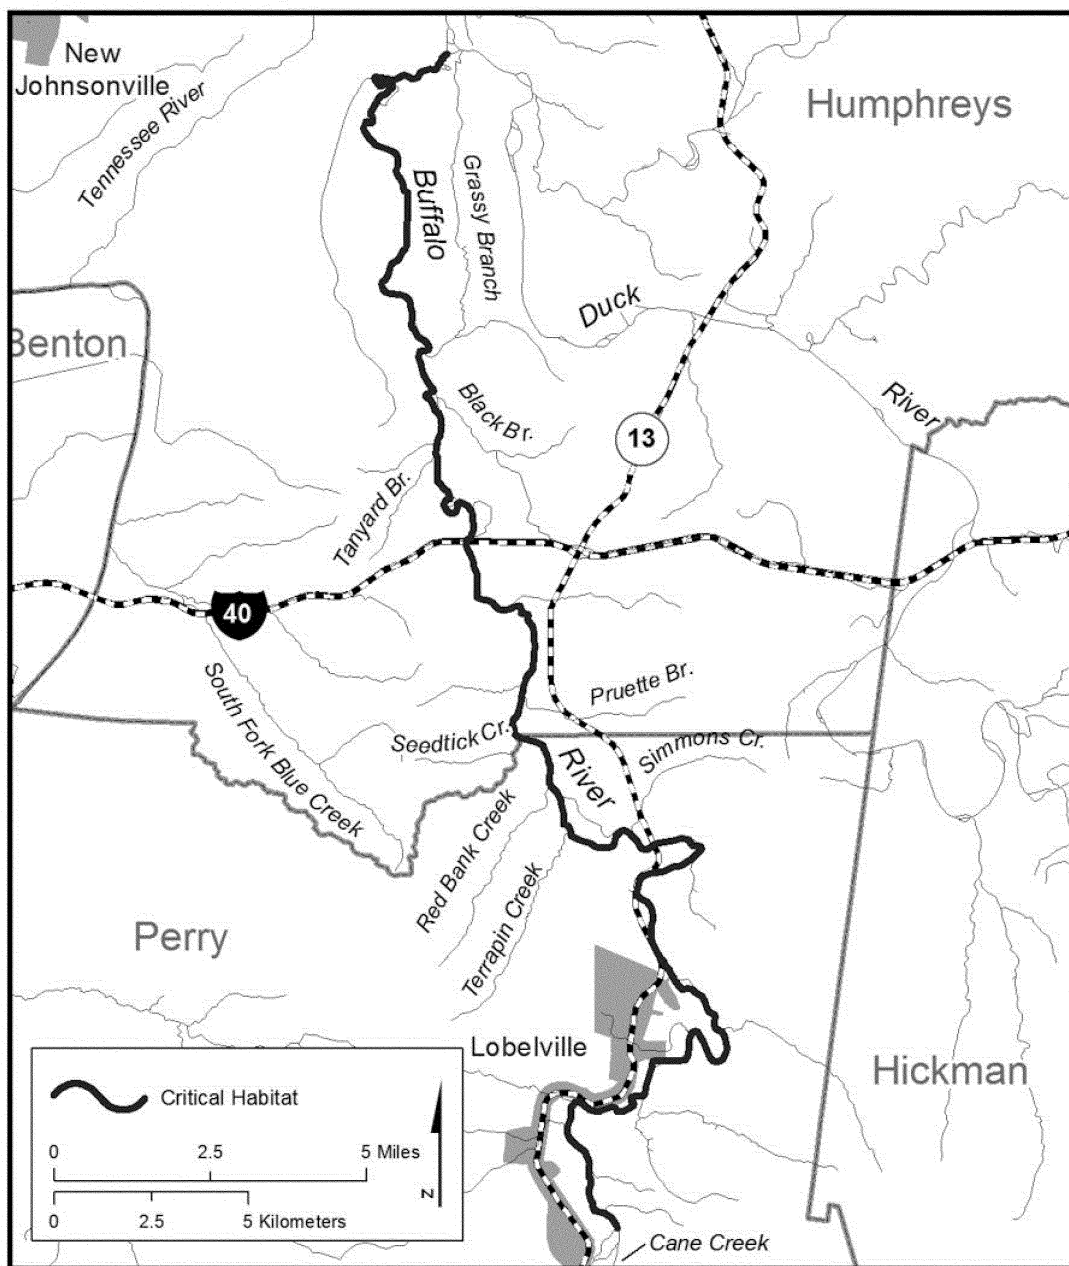 New
Johnsonville
Tennessee River
Humphreys
Buffalo
Grassy Branch
Duck
River
Benton
Black Br.
13
Tanyard Br.
40
South Fork Blue Creek
Pruette Br.
Seedtick Cr.
River
Simmons Cr.
Red Bank Creek
Terrapin Creek
Perry
Lobelville
Hickman
Critical Habitat
0 2.5 5 Miles
0 2.5 5 Kilometers
N
Cane Creek